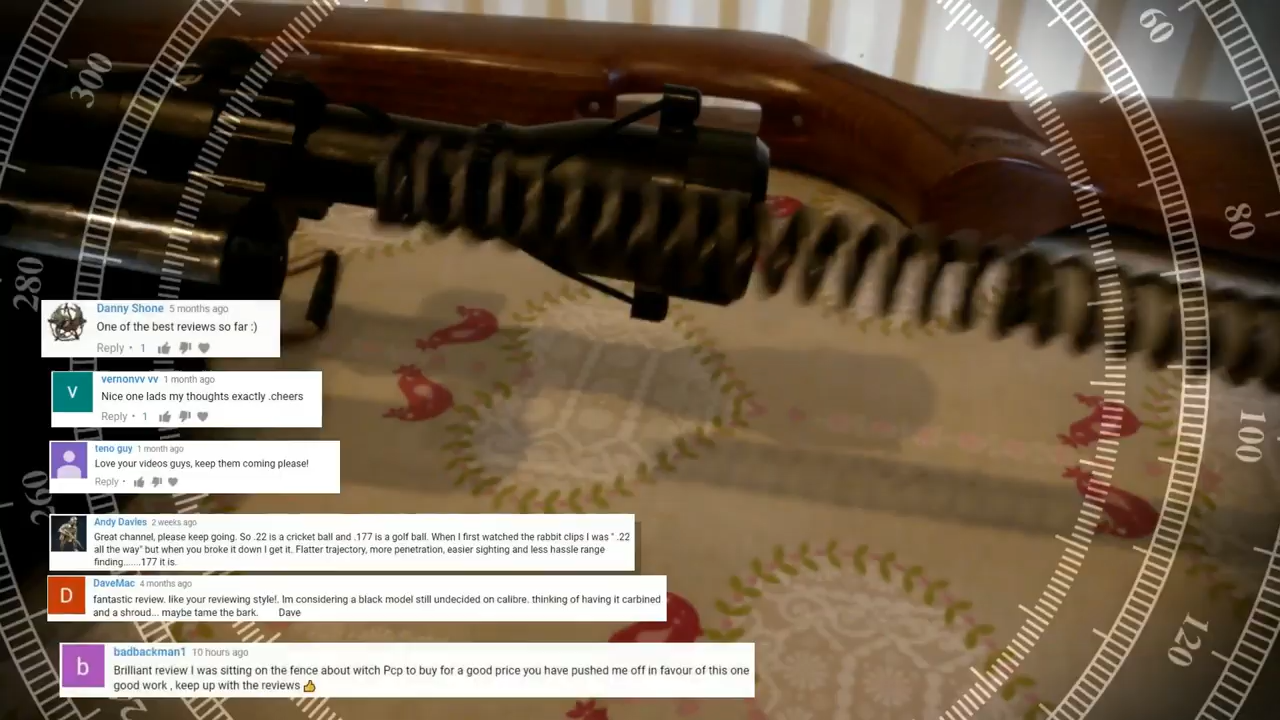 300
60
280
80
260
100
120
Danny Shone 5 months ago
One of the best reviews so far :)
Reply • 1
V
vernonvv vv 1 month ago
Nice one lads my thoughts exactly .cheers
Reply • 1
teno guy 1 month ago
Love your videos guys, keep them coming please!
Reply •
Andy Davies 2 weeks ago
Great channel, please keep going. So .22 is a cricket ball and .177 is a golf ball. When I first watched the rabbit clips I was " .22
all the way" but when you broke it down I get it. Flatter trajectory, more penetration, easier sighting and less hassle range
finding.......177 it is.
D
DaveMac 4 months ago
fantastic review. like your reviewing style!. Im considering a black model still undecided on calibre. thinking of having it carbined
and a shroud... maybe tame the bark. Dave
b
badbackman1 10 hours ago
Brilliant review I was sitting on the fence about witch Pcp to buy for a good price you have pushed me off in favour of this one
good work , keep up with the reviews 👍